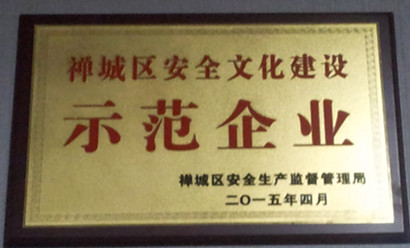 禅城区安全文化建设
示范企业
禅城区安全生产监督管理局
二〇一五年四月